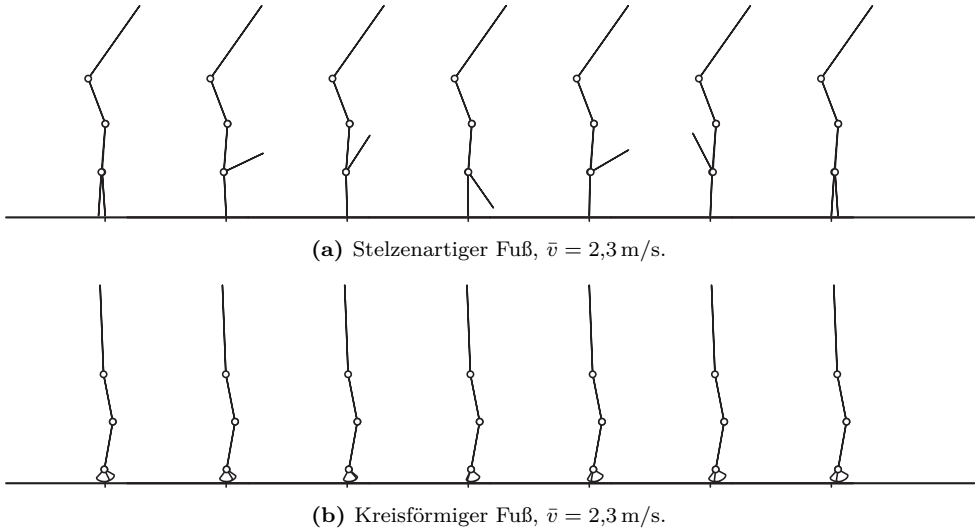 (a) Stelzenartiger Fuß, v̄ = 2,3 m/s.
(b) Kreisförmiger Fuß, v̄ = 2,3 m/s.